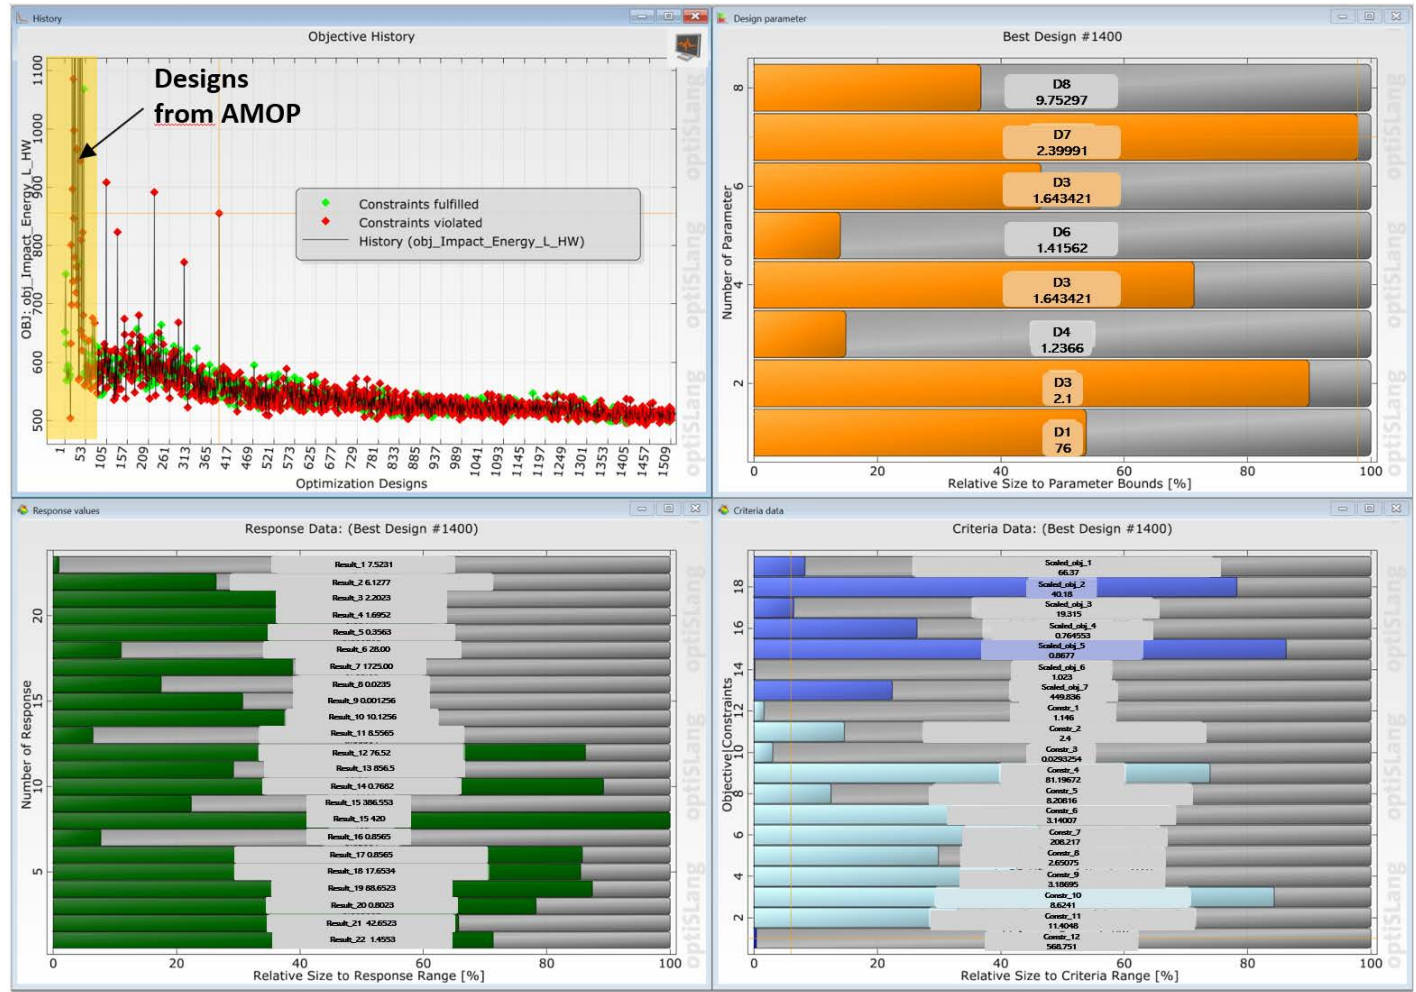 History
Objective History
Designs
from AMOP
OBJ: obj_Impact_Energy_L_HW
1100
1000
900
800
700
600
500
Constraints fulfilled
Constraints violated
History (obj_Impact_Energy_L_HW)
1 53 105 157 209 261 313 365 417 469 521 573 625 677 729 781 833 885 937 989 1041 1093 1145 1197 1249 1301 1353 1405 1457 1509
Optimization Designs
optiSLang
optiSLang
Design parameter
Best Design #1400
Number of Parameter
8
6
4
2
D8
9.75297
D7
2.39991
D3
1.643421
D6
1.41562
D3
1.643421
D4
1.2366
D3
2.1
D1
76
0 20 40 60 80 100
Relative Size to Parameter Bounds [%]
optiSLang
optiSLang
Response values
Response Data: (Best Design #1400)
Number of Response
20
15
10
5
Result_1 7.5231
Result_2 6.1277
Result_3 2.2023
Result_4 1.6952
Result_5 0.3563
Result_6 28.00
Result_7 1725.00
Result_8 0.0235
Result_9 0.001256
Result_10 10.1256
Result_11 8.5565
Result_12 76.52
Result_13 856.5
Result_14 0.7682
Result_15 386.553
Result_15 420
Result_16 0.8565
Result_17 0.8565
Result_18 17.6534
Result_19 88.6523
Result_20 0.8023
Result_21 42.6523
Result_22 1.4553
0 20 40 60 80 100
Relative Size to Response Range [%]
optiSLang
optiSLang
Criteria data
Criteria Data: (Best Design #1400)
Objective|Constraints
18
16
14
12
10
8
6
4
2
Scaled_obj_1
66.37
Scaled_obj_2
40.18
Scaled_obj_3
19.315
Scaled_obj_4
0.764553
Scaled_obj_5
0.8677
Scaled_obj_6
1.023
Scaled_obj_7
449.836
Constr_1
1.146
Constr_2
2.4
Constr_3
0.0293254
Constr_4
81.19672
Constr_5
8.20816
Constr_6
3.14007
Constr_7
208.217
Constr_8
2.65075
Constr_9
3.18695
Constr_10
8.6241
Constr_11
11.4048
Constr_12
568.751
0 20 40 60 80 100
Relative Size to Criteria Range [%]
optiSLang
optiSLang